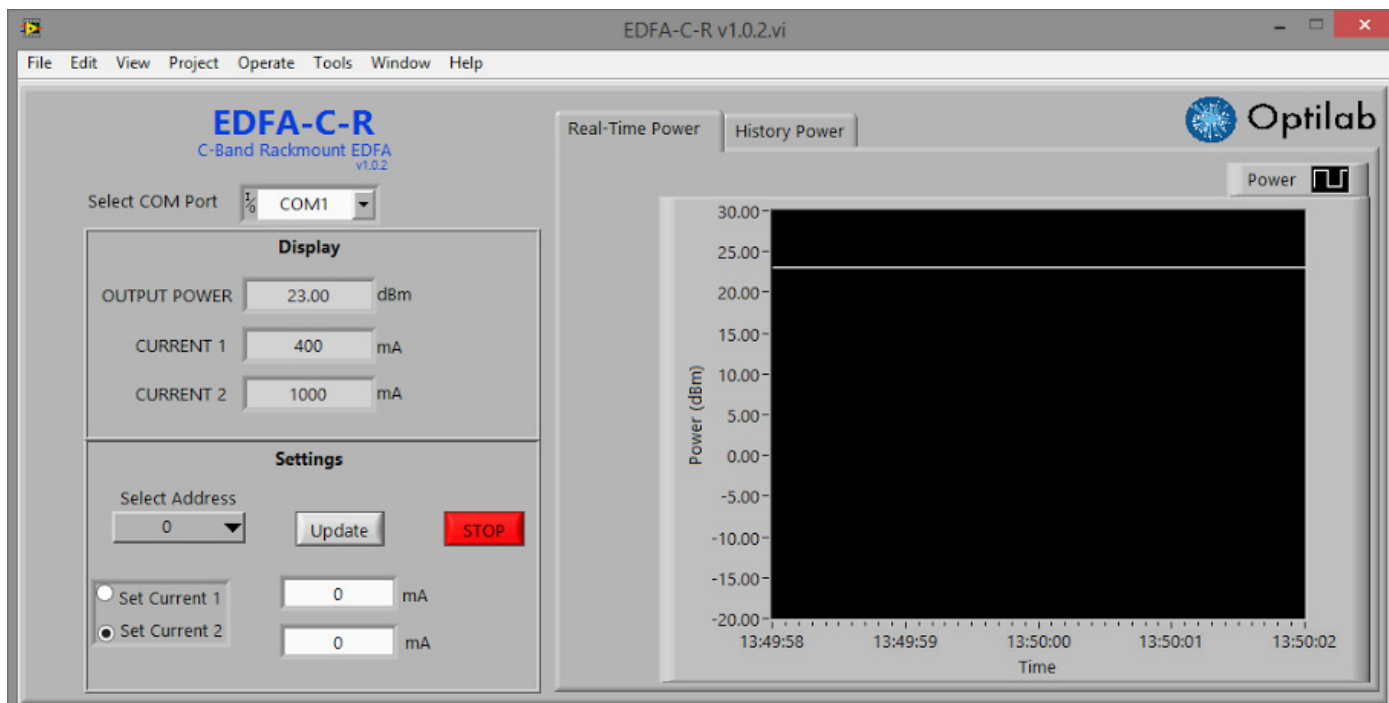 EDFA-C-R v1.0.2.vi
File Edit View Project Operate Tools Window Help
EDFA-C-R
C-Band Rackmount EDFA
v1.0.2
Select COM Port I/O COM1
Display
OUTPUT POWER 23.00 dBm
CURRENT 1 400 mA
CURRENT 2 1000 mA
Settings
Select Address
0
Update
STOP
Set Current 1 0 mA
Set Current 2 0 mA
Real-Time Power
History Power
Optilab
Power
30.00
25.00
20.00
15.00
10.00
5.00
0.00
-5.00
-10.00
-15.00
-20.00
Power (dBm)
13:49:58 13:49:59 13:50:00 13:50:01 13:50:02
Time